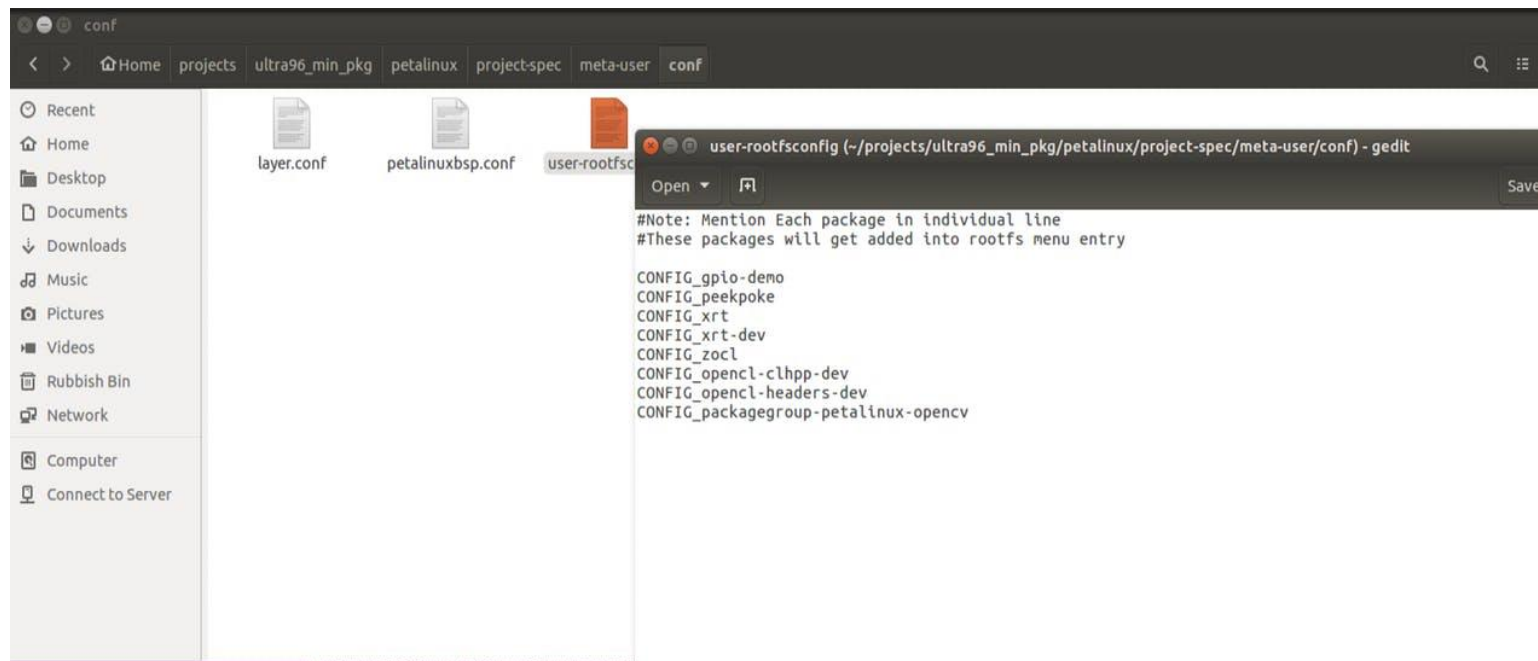 conf
Home projects ultra96_min_pkg petalinux project-spec meta-user conf
Recent
Home
Desktop
Documents
Downloads
Music
Pictures
Videos
Rubbish Bin
Network
Computer
Connect to Server
layer.conf petalinuxbsp.conf user-rootfsc
user-rootfsconfig (~/projects/ultra96_min_pkg/petalinux/project-spec/meta-user/conf) - gedit
Open Save
#Note: Mention Each package in individual line
#These packages will get added into rootfs menu entry
CONFIG_gpio-demo
CONFIG_peekpoke
CONFIG_xrt
CONFIG_xrt-dev
CONFIG_zocl
CONFIG_opencl-clhpp-dev
CONFIG_opencl-headers-dev
CONFIG_packagegroup-petalinux-opencv